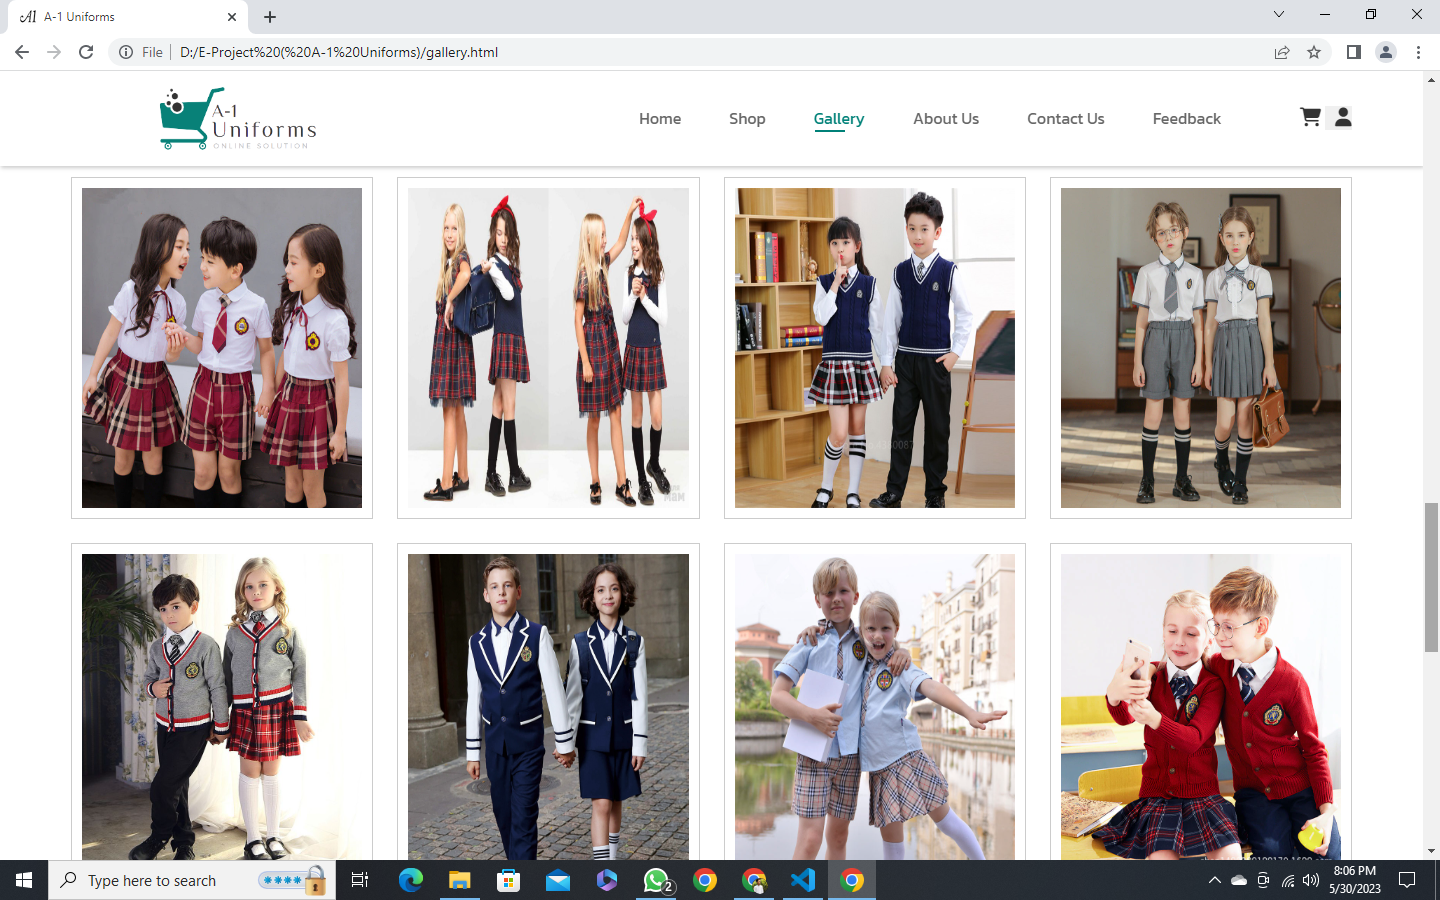 A-1 Uniforms
File
D:/E-Project%20(%20A-1%20Uniforms)/gallery.html
A-1
Uniforms
ONLINE SOLUTION
Home
Shop
Gallery
About Us
Contact Us
Feedback
Type here to search
2
8:06 PM
5/30/2023